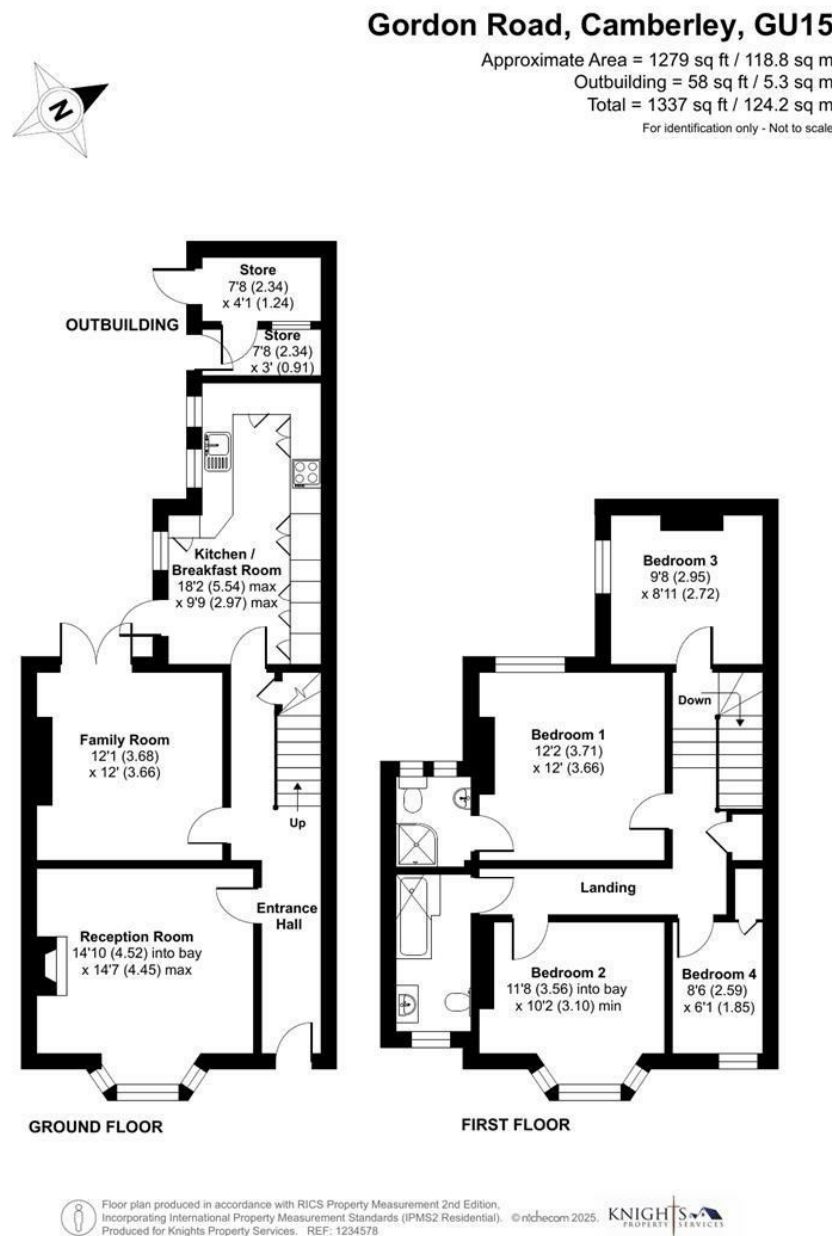 Gordon Road, Camberley, GU15
Approximate Area = 1279 sq ft / 118.8 sq m
Outbuilding = 58 sq ft / 5.3 sq m
Total = 1337 sq ft / 124.2 sq m
For identification only - Not to scale
N
Store
7'8 (2.34)
x 4'1 (1.24)
OUTBUILDING
Store
7'8 (2.34)
x 3' (0.91)
Kitchen /
Breakfast Room
18'2 (5.54) max
x 9'9 (2.97) max
Family Room
12'1 (3.68)
x 12' (3.66)
Up
Entrance
Hall
Reception Room
14'10 (4.52) into bay
x 14'7 (4.45) max
GROUND FLOOR
Bedroom 3
9'8 (2.95)
x 8'11 (2.72)
Down
Bedroom 1
12'2 (3.71)
x 12' (3.66)
Landing
Bedroom 2
11'8 (3.56) into bay
x 10'2 (3.10) min
Bedroom 4
8'6 (2.59)
x 6'1 (1.85)
FIRST FLOOR
Floor plan produced in accordance with RICS Property Measurement 2nd Edition,
Incorporating International Property Measurement Standards (IPMS2 Residential). © nichecom 2025.
Produced for Knights Property Services. REF: 1234578
KNIGHTS
PROPERTY SERVICES